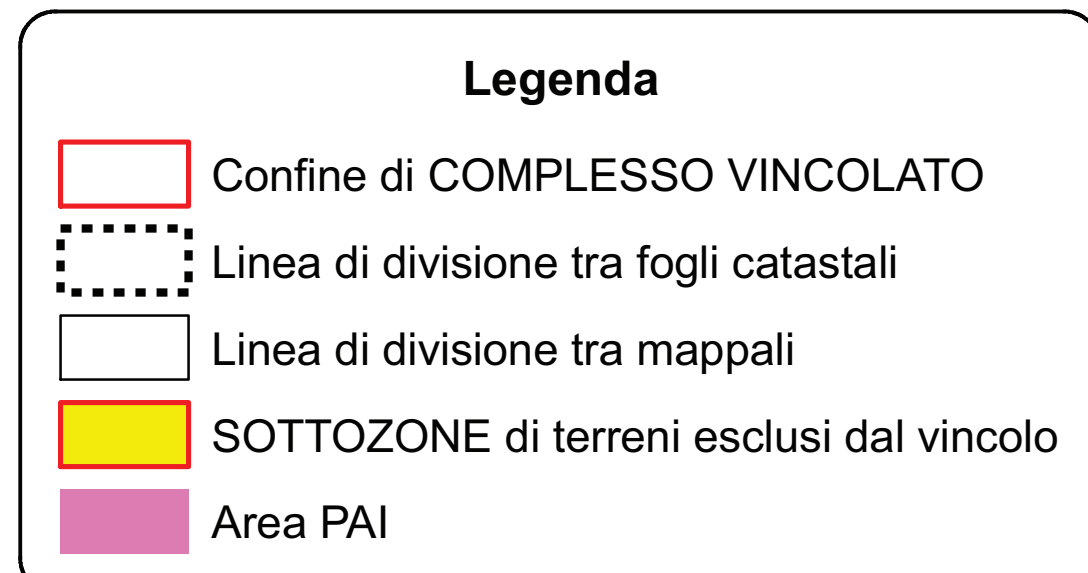 Legenda
Confine di COMPLESSO VINCOLATO
Linea di divisione tra fogli catastali
Linea di divisione tra mappali
SOTTOZONE di terreni esclusi dal vincolo
Area PAI